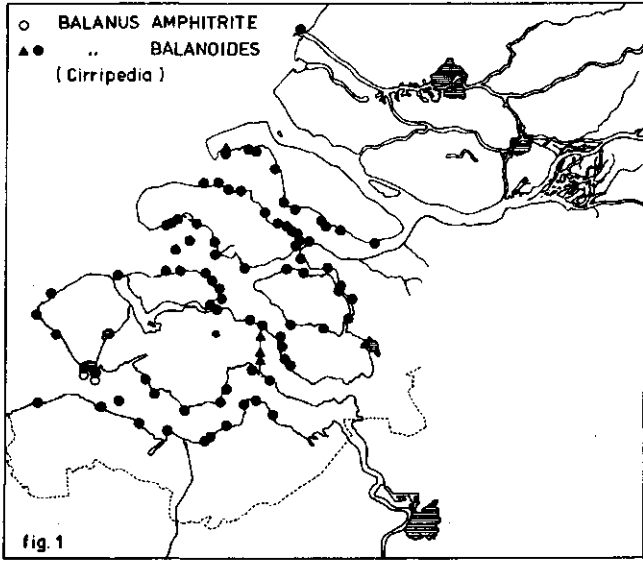 ○ BALANUS AMPHITRITE
▲● ,, BALANOIDES
(Cirripedia)
fig. 1